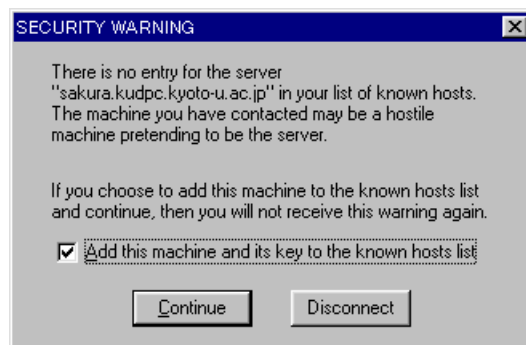 SECURITY WARNING
There is no entry for the server
"sakura.kudpc.kyoto-u.ac.jp" in your list of known hosts.
The machine you have contacted may be a hostile
machine pretending to be the server.
If you choose to add this machine to the known hosts list
and continue, then you will not receive this warning again.
Add this machine and its key to the known hosts list
Continue
Disconnect